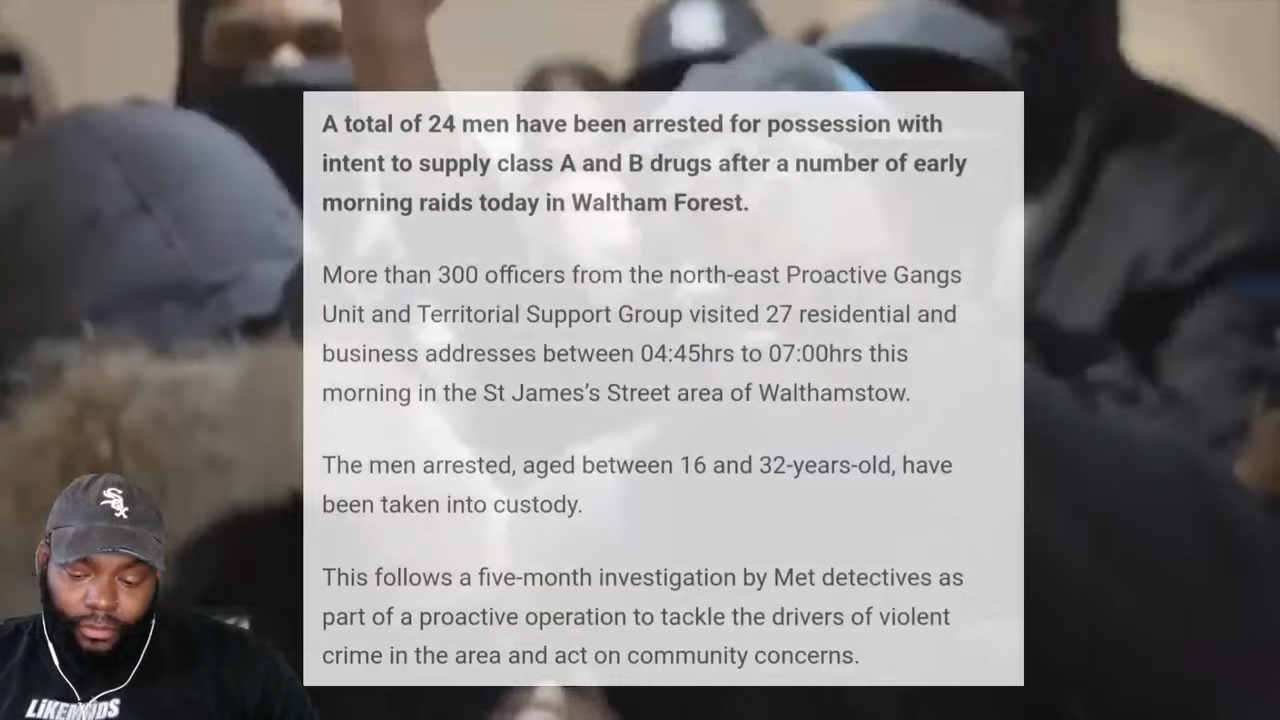 A total of 24 men have been arrested for possession with
intent to supply class A and B drugs after a number of early
morning raids today in Waltham Forest.
More than 300 officers from the north-east Proactive Gangs
Unit and Territorial Support Group visited 27 residential and
business addresses between 04:45hrs to 07:00hrs this
morning in the St James’s Street area of Walthamstow.
The men arrested, aged between 16 and 32-years-old, have
been taken into custody.
This follows a five-month investigation by Met detectives as
part of a proactive operation to tackle the drivers of violent
crime in the area and act on community concerns.
Sox